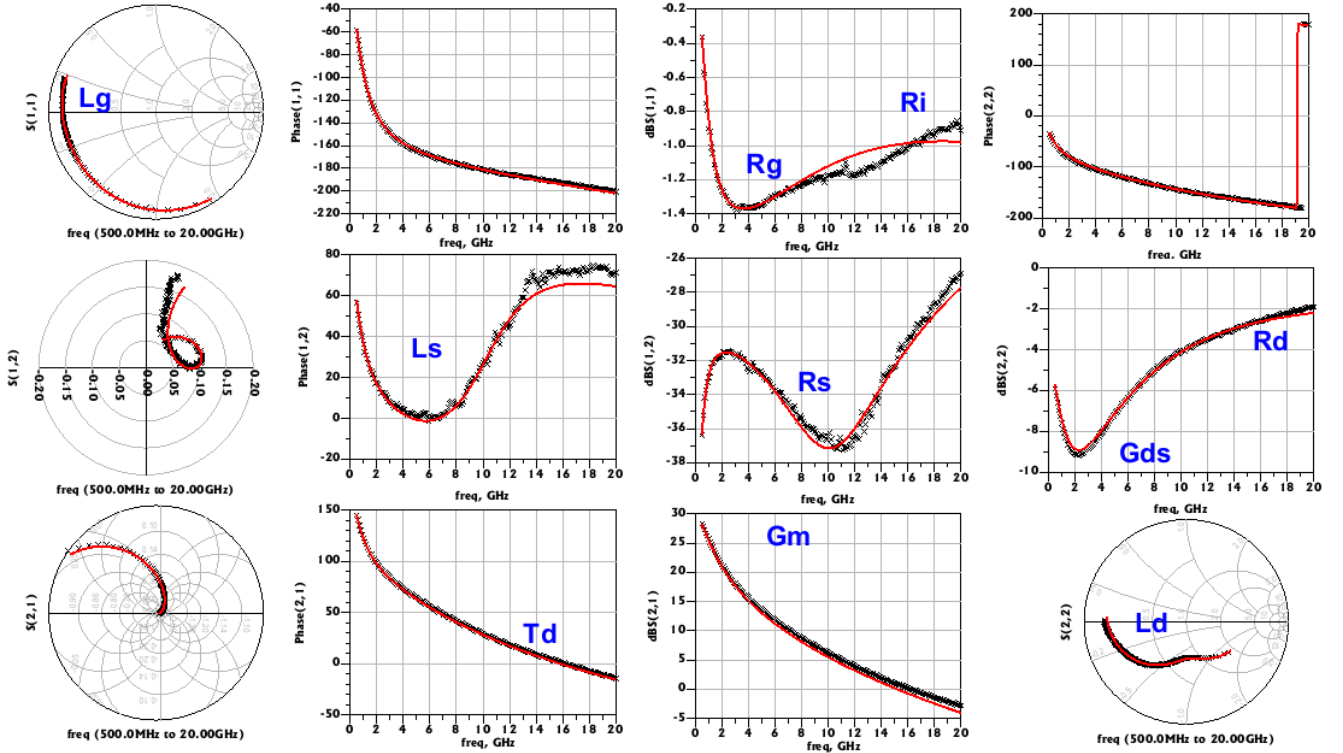 S(1,1)
Lg
freq (500.0MHz to 20.00GHz)
Phase(1,1)
-40
-60
-80
-100
-120
-140
-160
-180
-200
-220
0 2 4 6 8 10 12 14 16 18 20
freq, GHz
dBS(1,1)
-0.2
-0.4
-0.6
-0.8
-1.0
-1.2
-1.4
Rg
Ri
0 2 4 6 8 10 12 14 16 18 20
freq, GHz
Phase(2,2)
200
100
0
-100
-200
0 2 4 6 8 10 12 14 16 18 20
freq, GHz
S(1,2)
-0.20
-0.15
-0.10
-0.05
0.00
0.05
0.10
0.15
0.20
freq (500.0MHz to 20.00GHz)
Phase(1,2)
80
60
40
20
0
-20
Ls
0 2 4 6 8 10 12 14 16 18 20
freq, GHz
dBS(1,2)
-26
-28
-30
-32
-34
-36
-38
Rs
0 2 4 6 8 10 12 14 16 18 20
freq, GHz
dBS(2,2)
0
-2
-4
-6
-8
-10
Rd
Gds
0 2 4 6 8 10 12 14 16 18 20
freq, GHz
S(2,1)
freq (500.0MHz to 20.00GHz)
Phase(2,1)
150
100
50
0
-50
Td
0 2 4 6 8 10 12 14 16 18 20
freq, GHz
dBS(2,1)
30
25
20
15
10
5
0
-5
Gm
0 2 4 6 8 10 12 14 16 18 20
freq, GHz
S(2,2)
Ld
freq (500.0MHz to 20.00GHz)